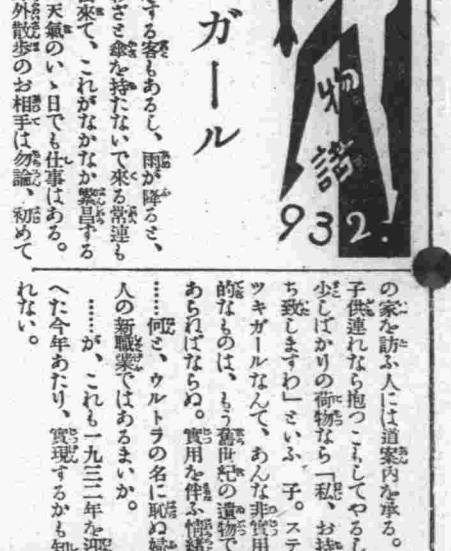 物語
932.
ガール
する客もあるし、雨が降ると、
ざと傘を持たないで來る常連も
來て、これがなかなか繁昌する
天氣のいゝ日でも仕事はある。
外散歩のお相手は勿論、初めて
の家を訪ふ人には道案内を承る。
子供連れなら抱つこもしてやるし
少しばかりの荷物なら「私、お持
ち致しますわ」といふ 子。ステ
ツキガールなんて、あんな非實用
的なものは、もう舊世紀の遺物で
あらねばならぬ。實用を伴ふ情緒
……何と、ウルトラの名に恥ぬ婦
人の新職業ではあるまいか。
……が、これも一九三二年を迎
へた今年あたり、實現するかも知
れない。